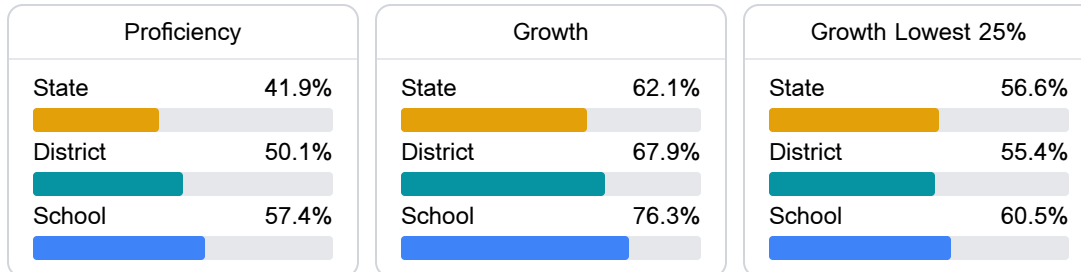 Proficiency
State 41.9%
District 50.1%
School 57.4%
Growth
State 62.1%
District 67.9%
School 76.3%
Growth Lowest 25%
State 56.6%
District 55.4%
School 60.5%